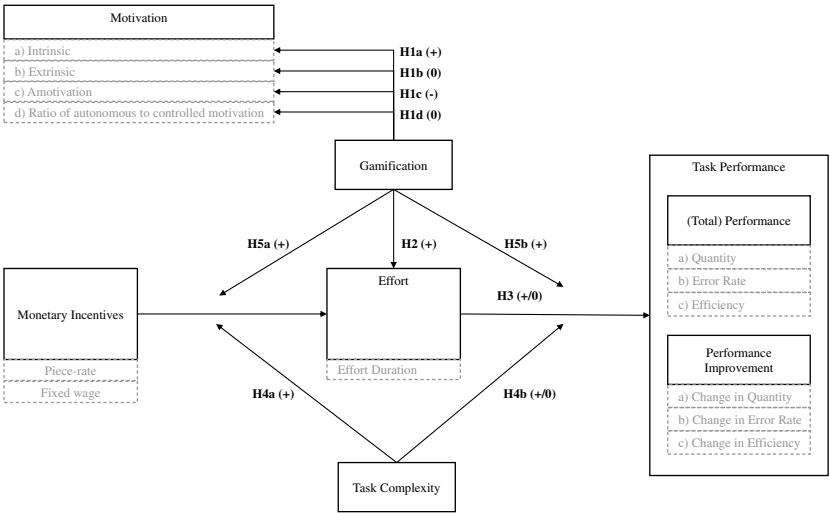 Motivation
a) Intrinsic
b) Extrinsic
c) Amotivation
d) Ratio of autonomous to controlled motivation
H1a (+)
H1b (0)
H1c (-)
H1d (0)
Gamification
H5a (+)
H2 (+)
H5b (+)
Monetary Incentives
Piece-rate
Fixed wage
Effort
Effort Duration
H3 (+/0)
H4a (+)
H4b (+/0)
Task Complexity
Task Performance
(Total) Performance
a) Quantity
b) Error Rate
c) Efficiency
Performance
Improvement
a) Change in Quantity
b) Change in Error Rate
c) Change in Efficiency